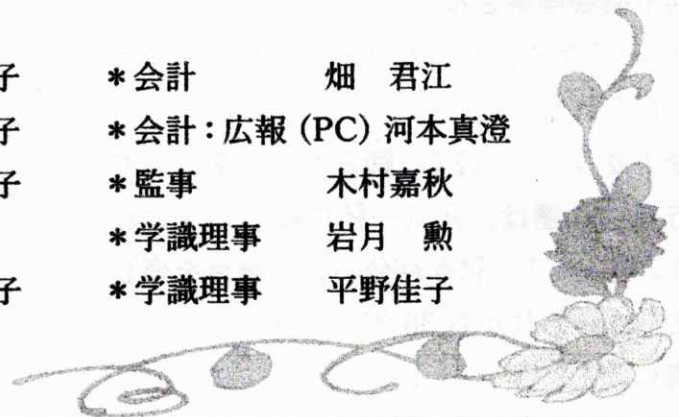 子　＊会計　畑　君江
子　＊会計：広報（PC）河本真澄
子　＊監事　木村嘉秋
＊学識理事　岩月　勲
子　＊学識理事　平野佳子